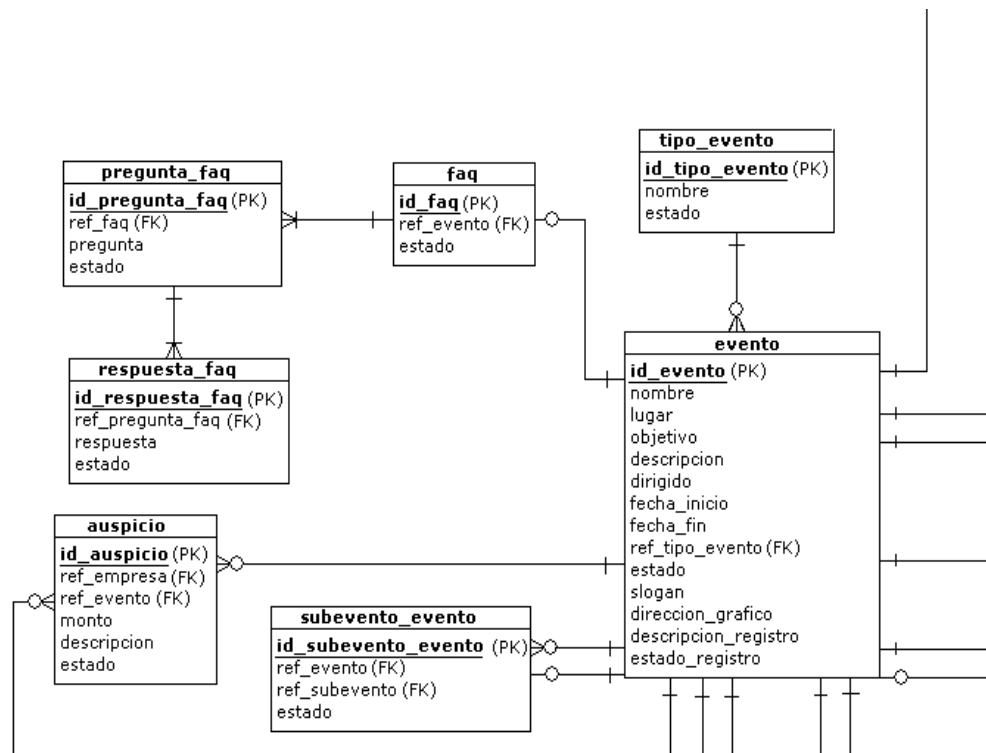 tipo_evento
id_tipo_evento (PK)
nombre
estado
pregunta_faq
id_pregunta_faq (PK)
ref_faq (FK)
pregunta
estado
faq
id_faq (PK)
ref_evento (FK)
estado
evento
id_evento (PK)
nombre
lugar
objetivo
descripcion
dirigido
fecha_inicio
fecha_fin
ref_tipo_evento (FK)
estado
slogan
direccion_grafico
descripcion_registro
estado_registro
respuesta_faq
id_respuesta_faq (PK)
ref_pregunta_faq (FK)
respuesta
estado
auspicio
id_auspicio (PK)
ref_empresa (FK)
ref_evento (FK)
monto
descripcion
estado
subevento_evento
id_subevento_evento (PK)
ref_evento (FK)
ref_subevento (FK)
estado